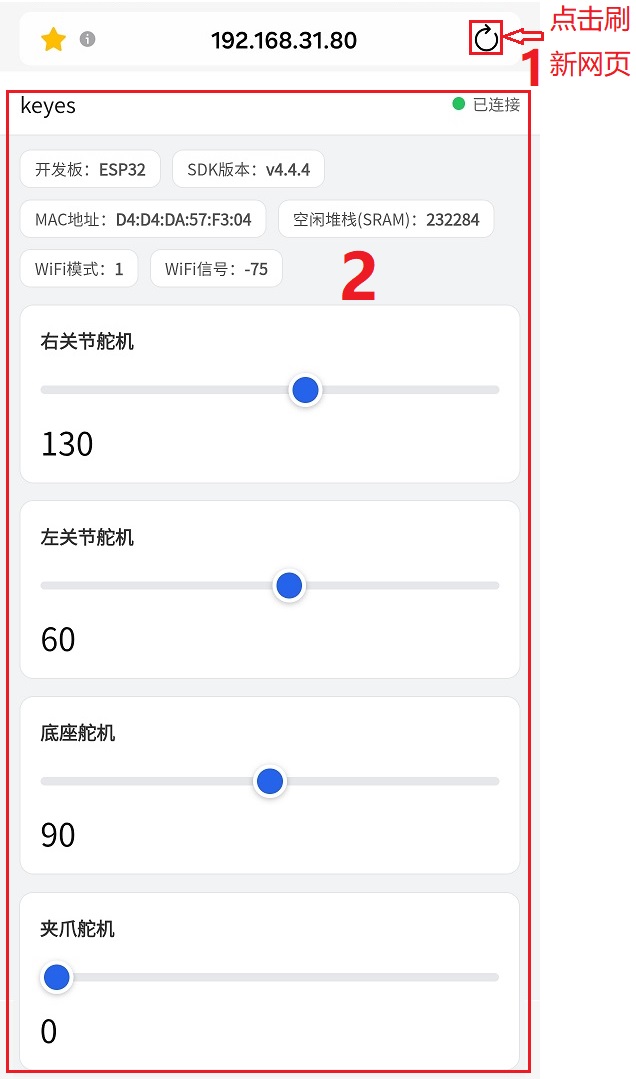 192.168.31.80
点击刷
1 新网页
keyes
已连接
开发板：ESP32 SDK版本：v4.4.4
MAC地址：D4:D4:DA:57:F3:04 空闲堆栈(SRAM)：232284
WiFi模式：1 WiFi信号：-75
2
右关节舵机
130
左关节舵机
60
底座舵机
90
夹爪舵机
0